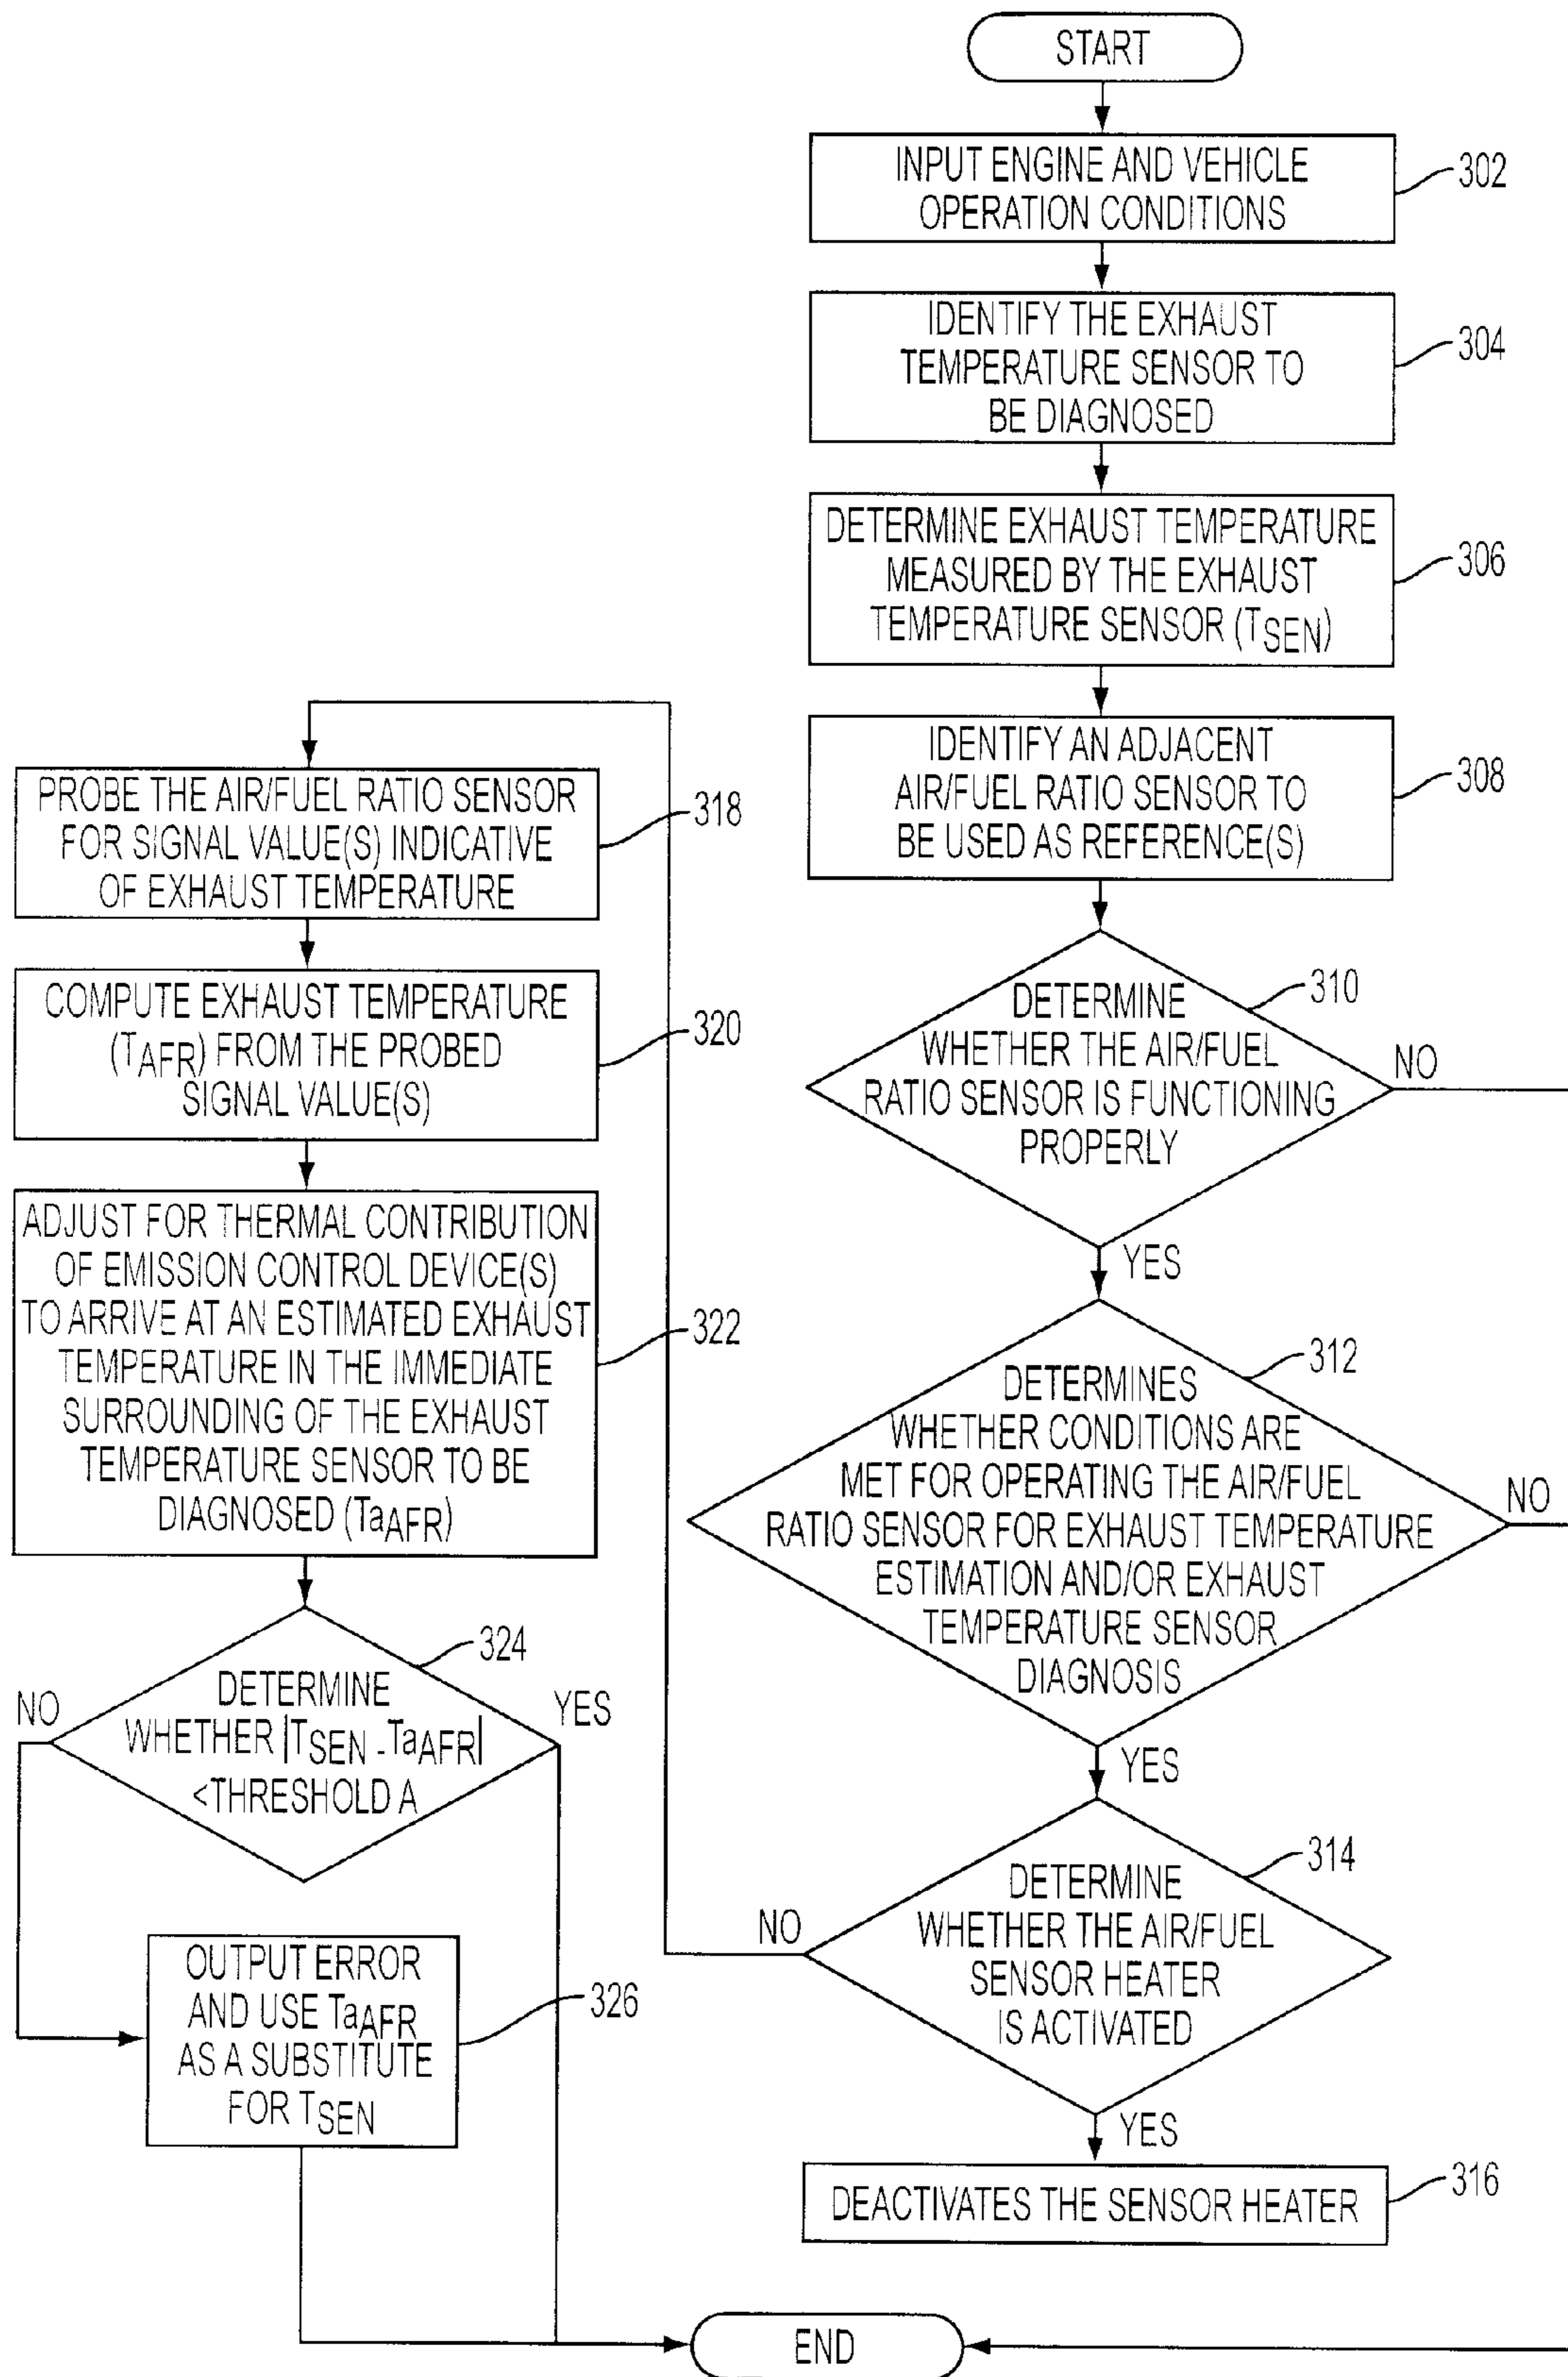 START
INPUT ENGINE AND VEHICLE
OPERATION CONDITIONS
302
IDENTIFY THE EXHAUST
TEMPERATURE SENSOR TO
BE DIAGNOSED
304
DETERMINE EXHAUST TEMPERATURE
MEASURED BY THE EXHAUST
TEMPERATURE SENSOR (TSEN)
306
IDENTIFY AN ADJACENT
AIR/FUEL RATIO SENSOR TO
BE USED AS REFERENCE(S)
308
DETERMINE
WHETHER THE AIR/FUEL
RATIO SENSOR IS FUNCTIONING
PROPERLY
310
NO
YES
DETERMINES
WHETHER CONDITIONS ARE
MET FOR OPERATING THE AIR/FUEL
RATIO SENSOR FOR EXHAUST TEMPERATURE
ESTIMATION AND/OR EXHAUST
TEMPERATURE SENSOR
DIAGNOSIS
312
NO
YES
DETERMINE
WHETHER THE AIR/FUEL
SENSOR HEATER
IS ACTIVATED
314
NO
YES
DEACTIVATES THE SENSOR HEATER
316
PROBE THE AIR/FUEL RATIO SENSOR
FOR SIGNAL VALUE(S) INDICATIVE
OF EXHAUST TEMPERATURE
318
COMPUTE EXHAUST TEMPERATURE
(TAFR) FROM THE PROBED
SIGNAL VALUE(S)
320
ADJUST FOR THERMAL CONTRIBUTION
OF EMISSION CONTROL DEVICE(S)
TO ARRIVE AT AN ESTIMATED EXHAUST
TEMPERATURE IN THE IMMEDIATE
SURROUNDING OF THE EXHAUST
TEMPERATURE SENSOR TO BE
DIAGNOSED (TaAFR)
322
DETERMINE
WHETHER |TSEN - TaAFR|
<THRESHOLD A
324
NO
YES
OUTPUT ERROR
AND USE TaAFR
AS A SUBSTITUTE
FOR TSEN
326
END